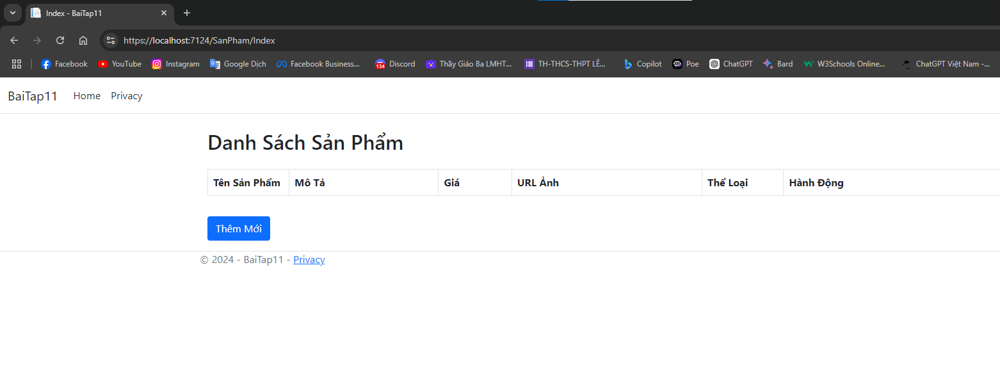 Index - BaiTap11
https://localhost:7124/SanPham/Index
Facebook YouTube Instagram Google Dịch Facebook Business... 134 Discord Thầy Giáo Ba LMHT... TH-THCS-THPT LÊ... Copilot Poe ChatGPT Bard W3Schools Online... ChatGPT Việt Nam -...
BaiTap11 Home Privacy
Danh Sách Sản Phẩm
Tên Sản Phẩm Mô Tả Giá URL Ảnh Thể Loại Hành Động
Thêm Mới
© 2024 - BaiTap11 - Privacy